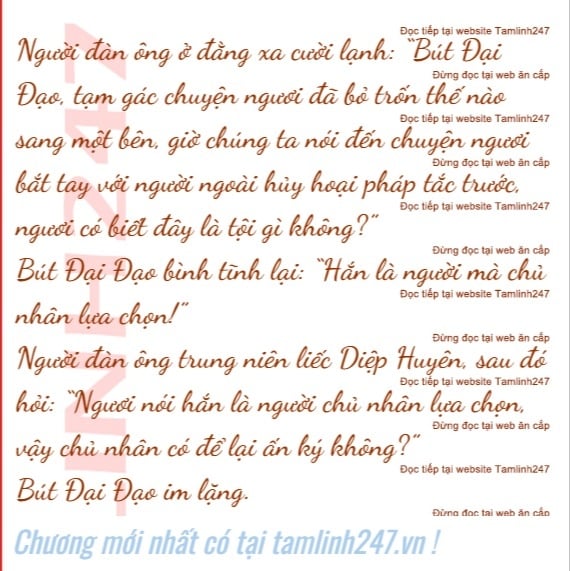 Đọc tiếp tại website Tamlinh247
Người đàn ông ở đằng xa cười lạnh: “Bút Đại
Đừng đọc tại web ăn cắp
Đạo, tạm gác chuyện ngươi đã bỏ trốn thế nào
Đọc tiếp tại website Tamlinh247
sang một bên, giờ chúng ta nói đến chuyện ngươi
Đừng đọc tại web ăn cắp
bắt tay với người ngoài hủy hoại pháp tắc trước,
Đọc tiếp tại website Tamlinh247
ngươi có biết đây là tội gì không?”
Đừng đọc tại web ăn cắp
Bút Đại Đạo bình tĩnh lại: “Hắn là người mà chủ
Đọc tiếp tại website Tamlinh247
nhân lựa chọn!”
Đừng đọc tại web ăn cắp
Người đàn ông trung niên liếc Diệp Huyên, sau đó
Đọc tiếp tại website Tamlinh247
hỏi: “Ngươi nói hắn là người chủ nhân lựa chọn,
Đừng đọc tại web ăn cắp
vậy chủ nhân có để lại ấn ký không?”
Đọc tiếp tại website Tamlinh247
Bút Đại Đạo im lặng.
Đừng đọc tại web ăn cắp
INH247
Chương mới nhất có tại tamlinh247.vn !